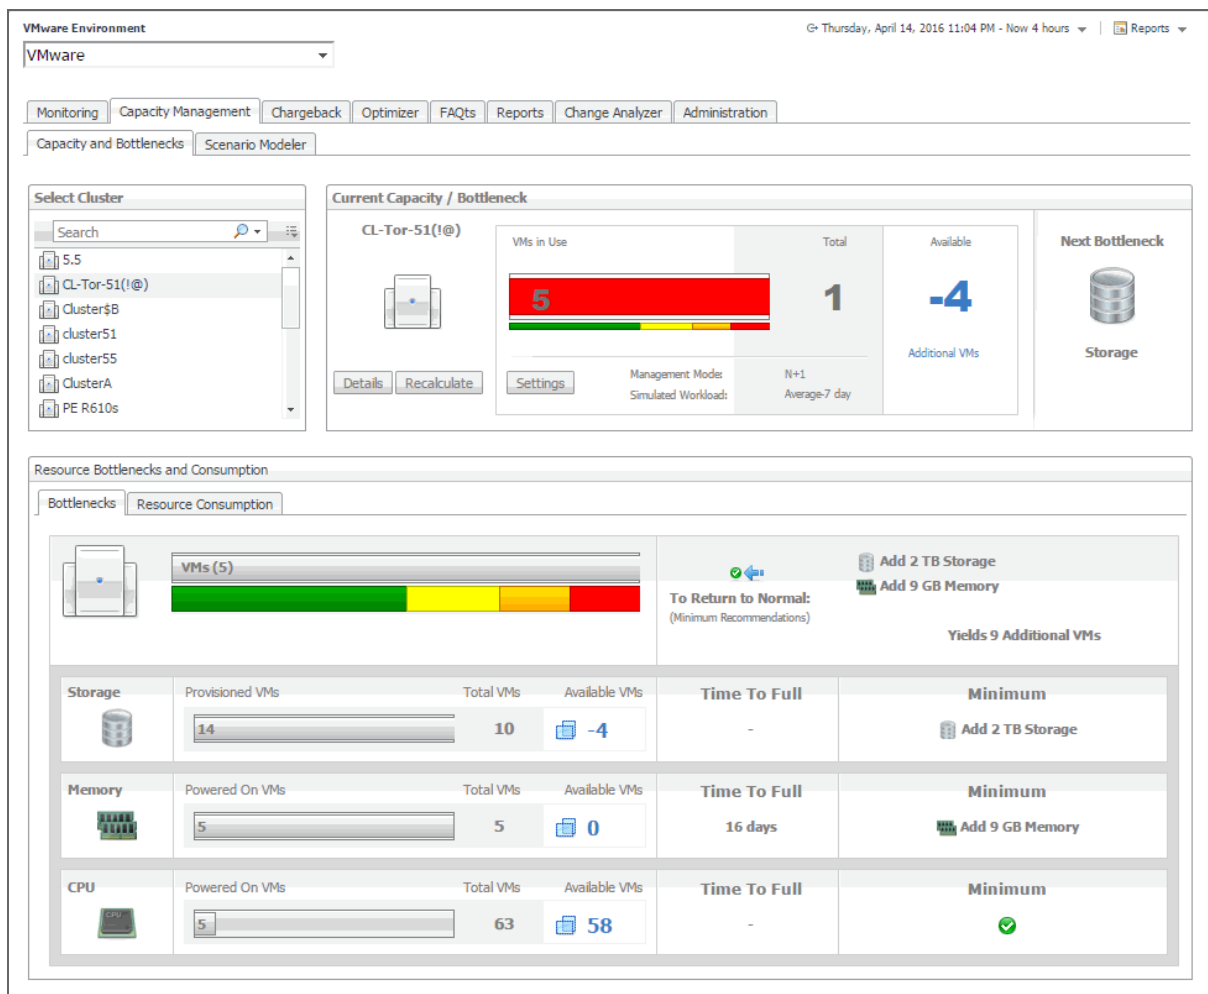 VMware Environment
Thursday, April 14, 2016 11:04 PM - Now 4 hours
Reports
VMware
Monitoring
Capacity Management
Chargeback
Optimizer
FAQts
Reports
Change Analyzer
Administration
Capacity and Bottlenecks
Scenario Modeler
Select Cluster
Search
5.5
CL-Tor-51(!@)
Cluster$B
cluster51
cluster55
ClusterA
PE R610s
Current Capacity / Bottleneck
CL-Tor-51(!@)
Details
Recalculate
VMs in Use
Total
Available
5
1
-4
Additional VMs
Settings
Management Mode:
N+1
Simulated Workload:
Average-7 day
Next Bottleneck
Storage
Resource Bottlenecks and Consumption
Bottlenecks
Resource Consumption
VMs (5)
To Return to Normal:
(Minimum Recommendations)
Add 2 TB Storage
Add 9 GB Memory
Yields 9 Additional VMs
Storage
Provisioned VMs
Total VMs
Available VMs
Time To Full
Minimum
14
10
-4
-
Add 2 TB Storage
Memory
Powered On VMs
Total VMs
Available VMs
Time To Full
Minimum
5
5
0
16 days
Add 9 GB Memory
CPU
Powered On VMs
Total VMs
Available VMs
Time To Full
Minimum
CPU
5
63
58
-